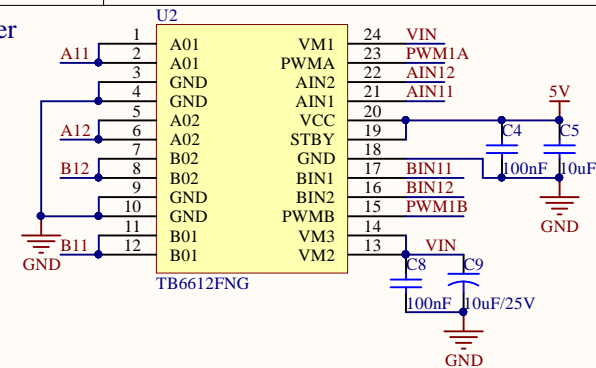 er
U2
1 A01 VM1 24 VIN
A11 2 A01 PWMA 23 PWM1A
3 GND AIN2 22 AIN12
4 GND AIN1 21 AIN11 5V
5 A02 VCC 20
A12 6 A02 STBY 19 C4 C5
7 B02 GND 18
B12 8 B02 BIN1 17 BIN11 100nF 10uF
9 GND BIN2 16 BIN12
10 GND PWMB 15 PWM1B
GND
11 B01 VM3 14
B11 12 B01 VM2 13 VIN
GND
C8 C9
TB6612FNG
100nF 10uF/25V
GND